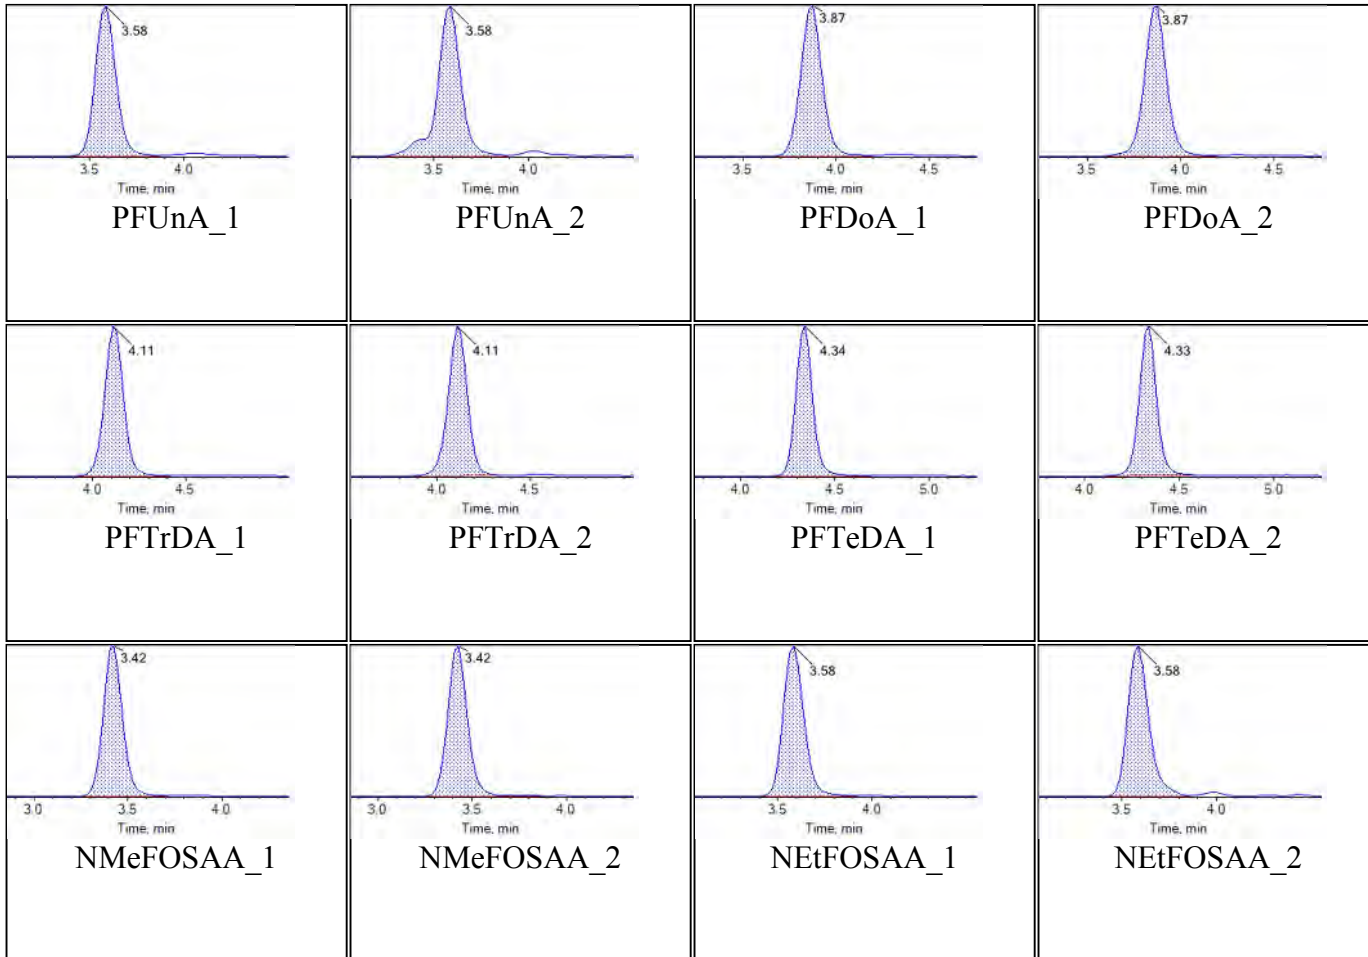 3.58
3.5 4.0
Time, min
PFUnA_1
3.58
3.5 4.0
Time, min
PFUnA_2
3.87
3.5 4.0 4.5
Time, min
PFDoA_1
3.87
3.5 4.0 4.5
Time, min
PFDoA_2
4.11
4.0 4.5
Time, min
PFTrDA_1
4.11
4.0 4.5
Time, min
PFTrDA_2
4.34
4.0 4.5 5.0
Time, min
PFTeDA_1
4.33
4.0 4.5 5.0
Time, min
PFTeDA_2
3.42
3.0 3.5 4.0
Time, min
NMeFOSAA_1
3.42
3.0 3.5 4.0
Time, min
NMeFOSAA_2
3.58
3.5 4.0
Time, min
NEtFOSAA_1
3.58
3.5 4.0
Time, min
NEtFOSAA_2